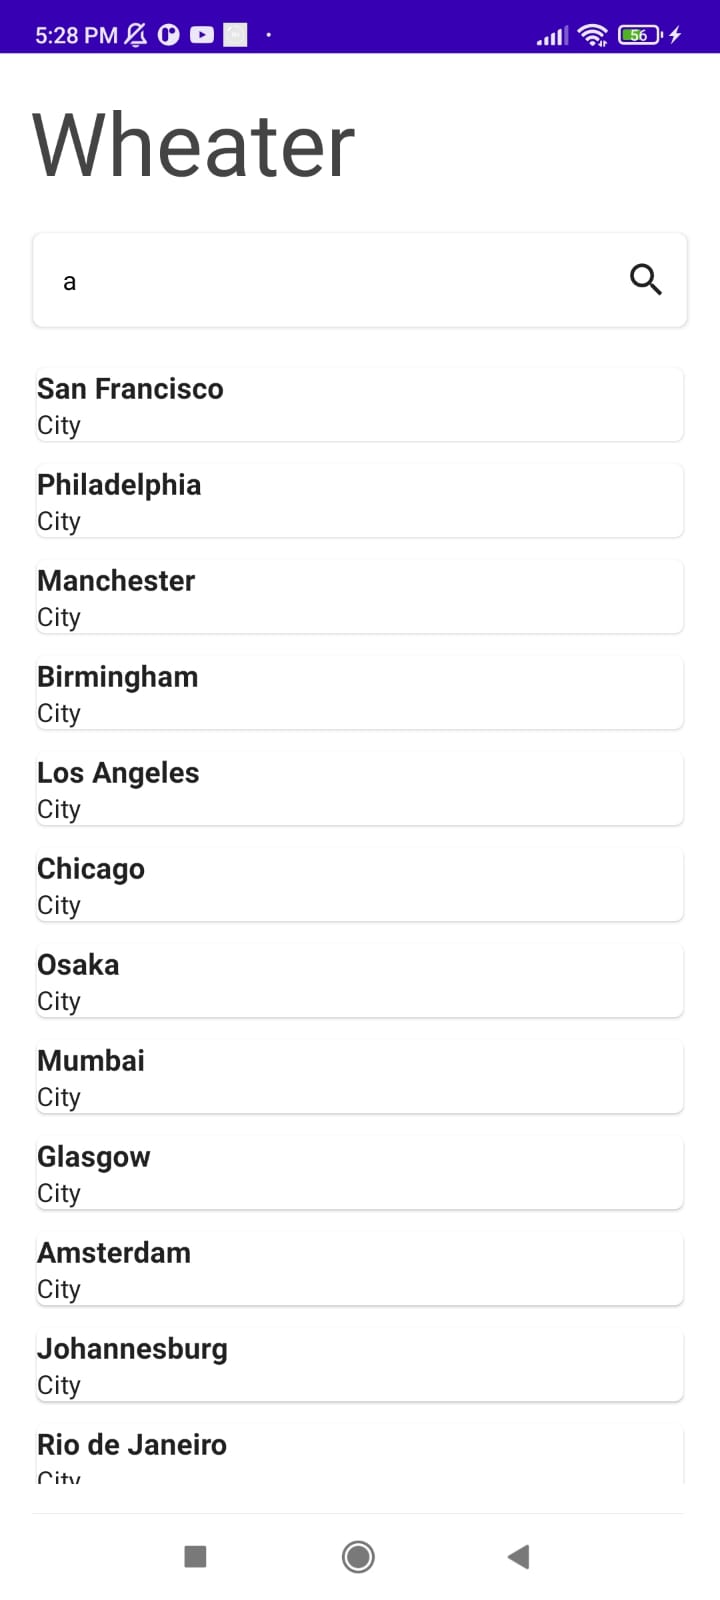 5:28 PM
56
Wheater
a
San Francisco
City
Philadelphia
City
Manchester
City
Birmingham
City
Los Angeles
City
Chicago
City
Osaka
City
Mumbai
City
Glasgow
City
Amsterdam
City
Johannesburg
City
Rio de Janeiro
City